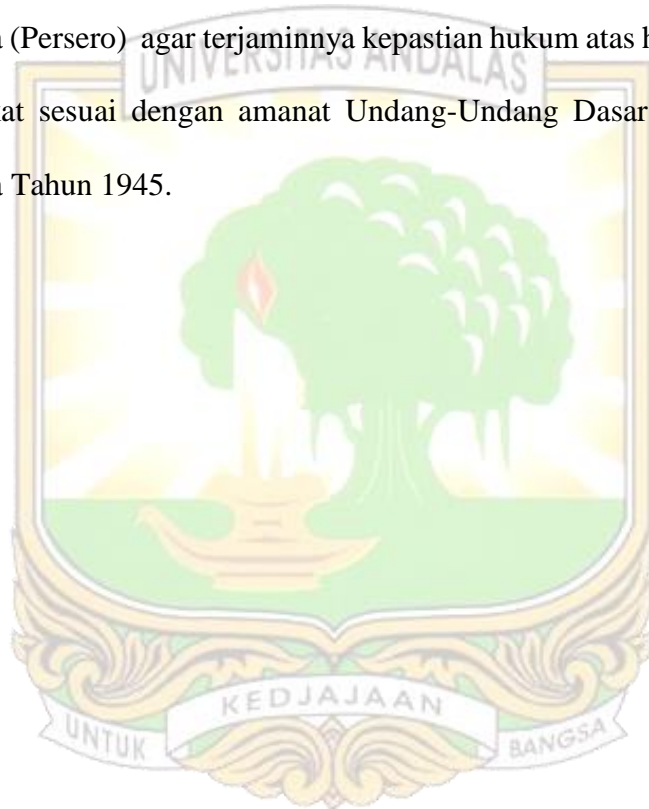 a (Persero) agar terjaminnya kepastian hukum atas h
at sesuai dengan amanat Undang-Undang Dasar
a Tahun 1945.
UNIVERSITAS ANDALAS
UNTUK KEDJAJAAN BANGSA